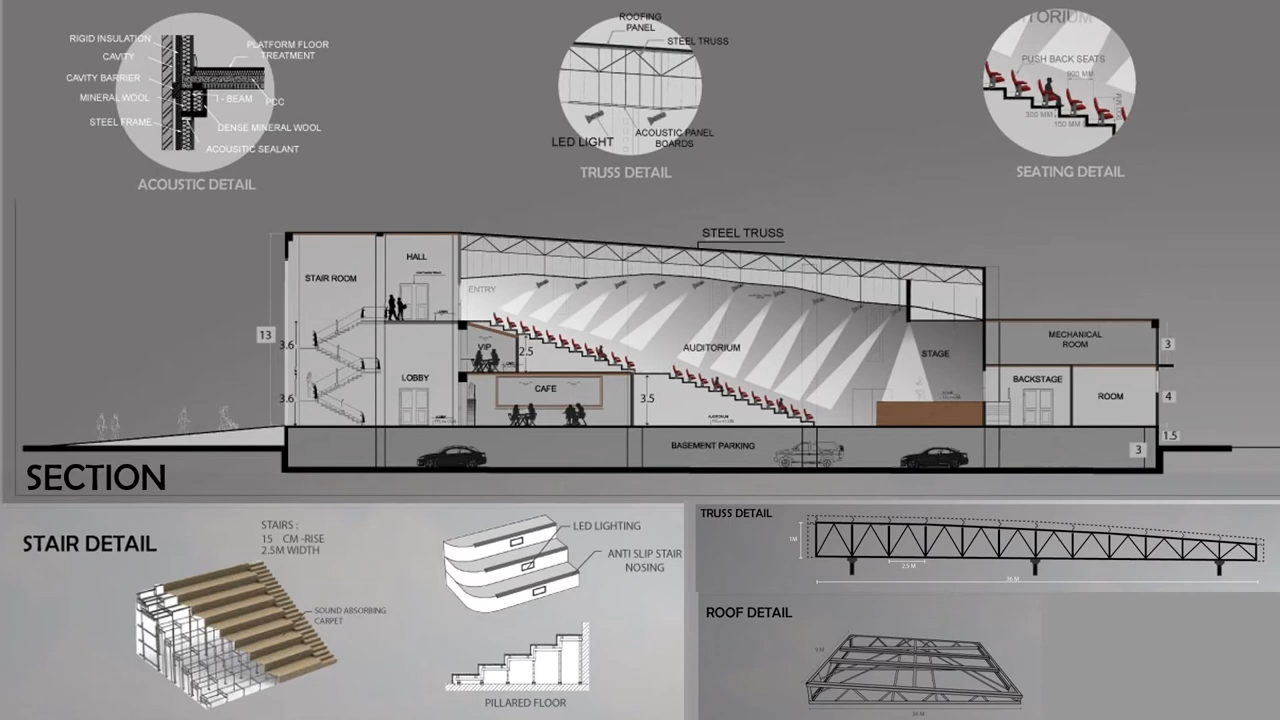 RIGID INSULATION
CAVITY
CAVITY BARRIER
MINERAL WOOL
STEEL FRAME
PLATFORM FLOOR
TREATMENT
I - BEAM
PCC
DENSE MINERAL WOOL
ACOUSITIC SEALANT
ACOUSTIC DETAIL
ROOFING
PANEL
STEEL TRUSS
LED LIGHT
ACOUSTIC PANEL
BOARDS
TRUSS DETAIL
PUSH BACK SEATS
900 MM
300 MM
150 MM
SEATING DETAIL
STEEL TRUSS
STAIR ROOM
HALL
ENTRY
13
3.6
VIP
2.5
AUDITORIUM
STAGE
MECHANICAL
ROOM
3
LOBBY
CAFE
3.6
3.5
BACKSTAGE
ROOM
4
BASEMENT PARKING
1.5
3
SECTION
STAIR DETAIL
STAIRS :
15 CM -RISE
2.5M WIDTH
SOUND ABSORBING
CARPET
LED LIGHTING
ANTI SLIP STAIR
NOSING
PILLARED FLOOR
TRUSS DETAIL
1M
2.5 M
36 M
ROOF DETAIL
9 M
36 M